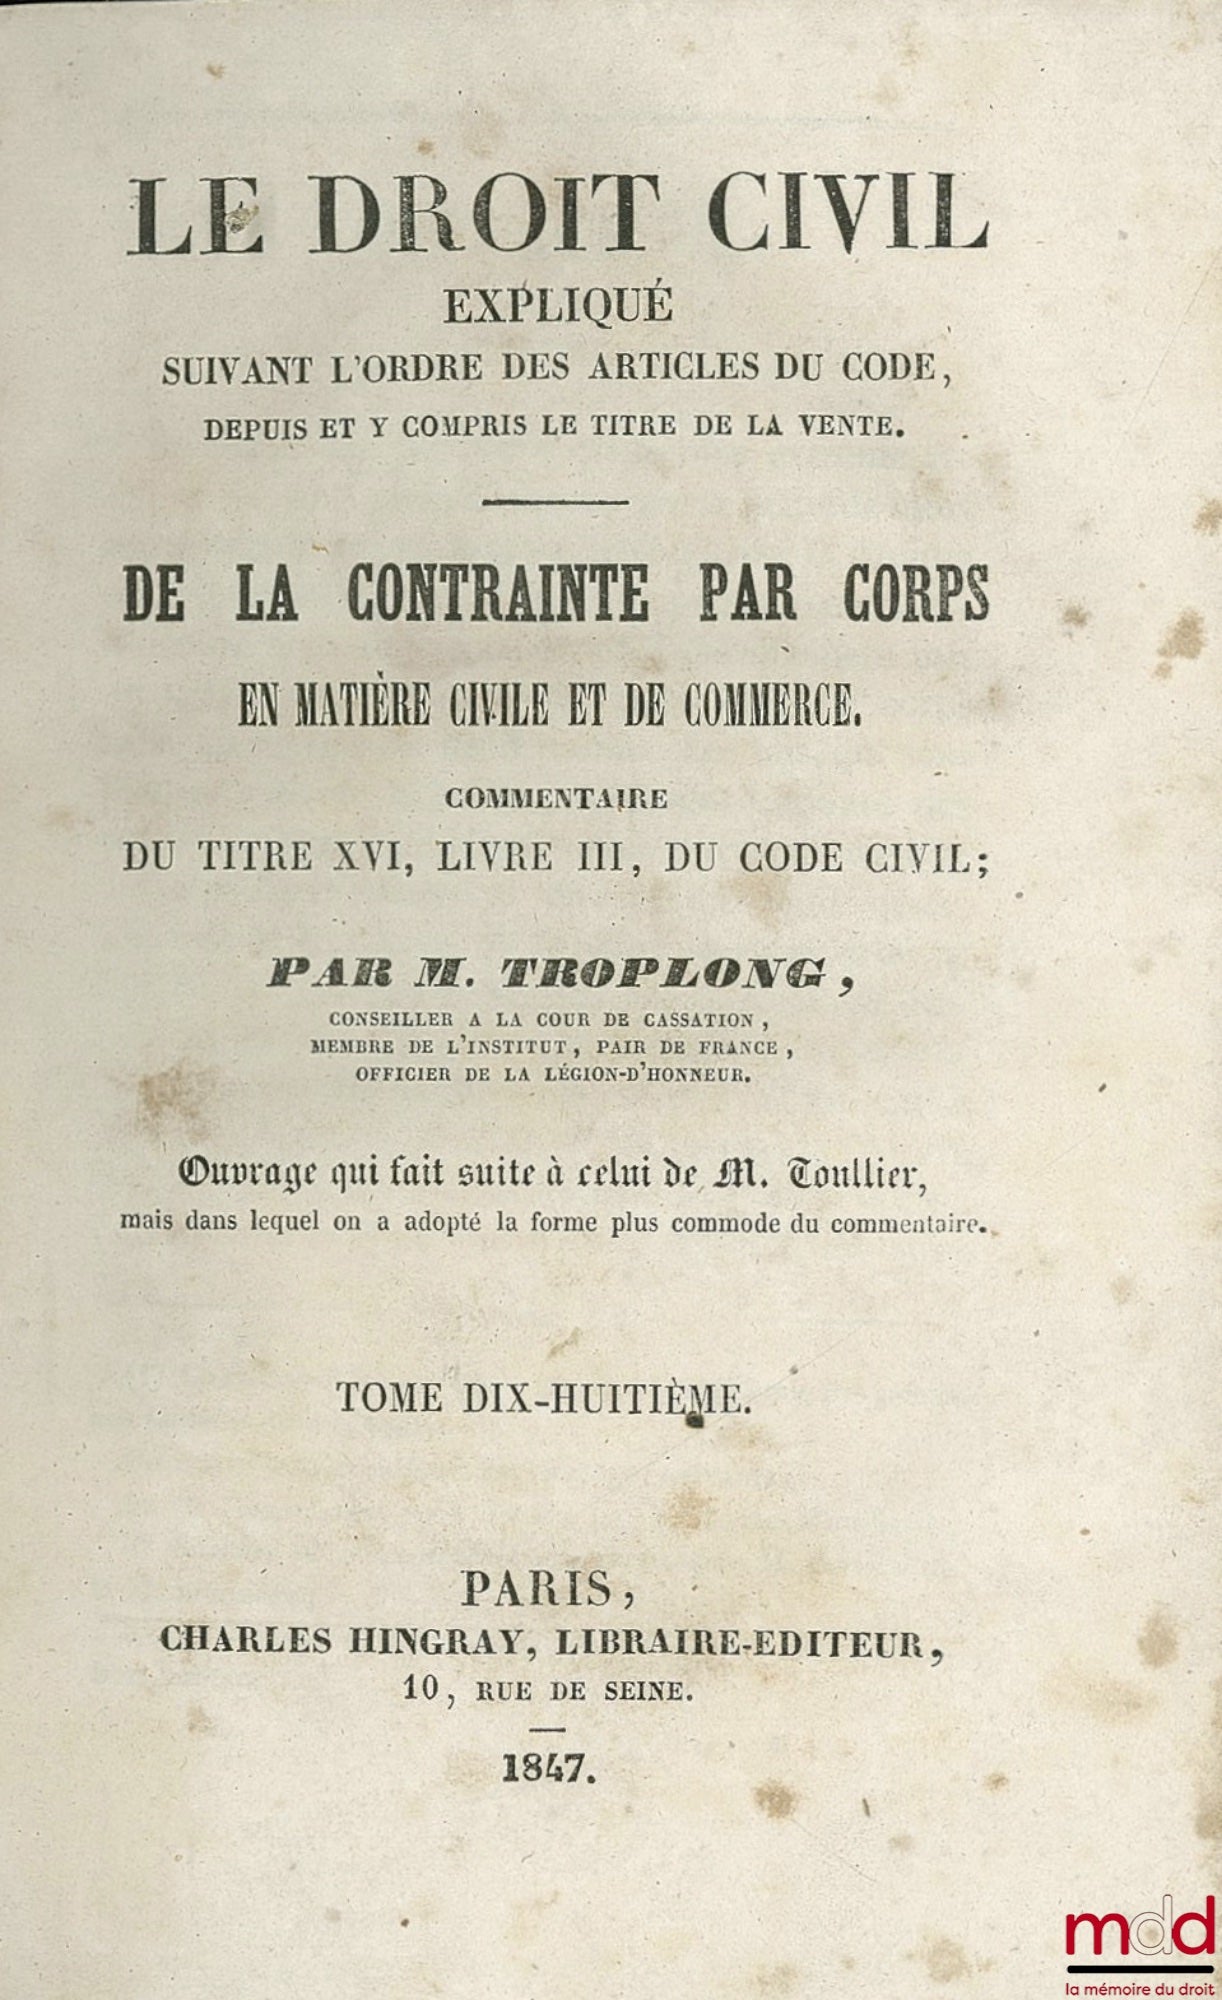 LE DROIT CIVIL
EXPLIQUÉ
SUIVANT L'ORDRE DES ARTICLES DU CODE,
DEPUIS ET Y COMPRIS LE TITRE DE LA VENTE.
DE LA CONTRAINTE PAR CORPS
EN MATIÈRE CIVILE ET DE COMMERCE.
COMMENTAIRE
DU TITRE XVI, LIVRE III, DU CODE CIVIL;
PAR M. TROPLONG,
CONSEILLER A LA COUR DE CASSATION,
MEMBRE DE L'INSTITUT, PAIR DE FRANCE,
OFFICIER DE LA LÉGION-D'HONNEUR.
Ouvrage qui fait suite à celui de M. Toullier,
mais dans lequel on a adopté la forme plus commode du commentaire.
TOME DIX-HUITIÈME.
PARIS,
CHARLES HINGRAY, LIBRAIRE-EDITEUR,
10, RUE DE SEINE.
1847.
mdd
la mémoire du droit